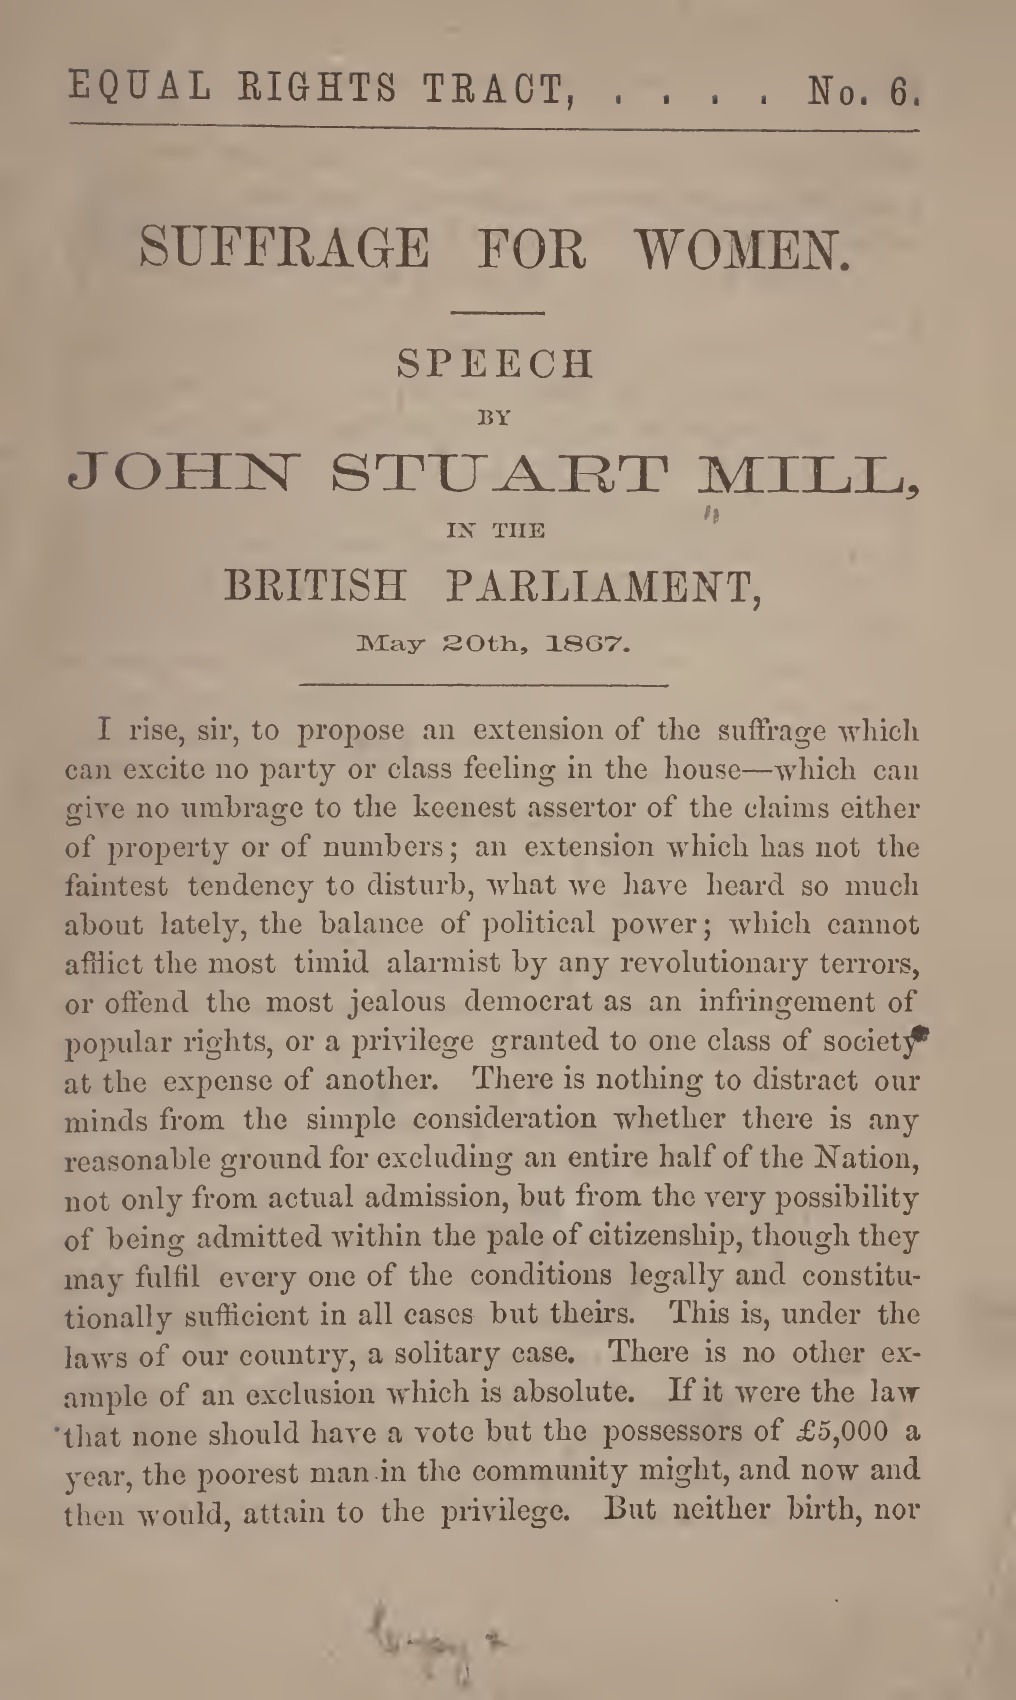 EQUAL RIGHTS TRACT, . . . . No. 6.
SUFFRAGE FOR WOMEN.
SPEECH
BY
JOHN STUART MILL,
IN THE
BRITISH PARLIAMENT,
May 20th, 1867.
I rise, sir, to propose an extension of the suffrage which
can excite no party or class feeling in the house—which can
give no umbrage to the keenest assertor of the claims either
of property or of numbers; an extension which has not the
faintest tendency to disturb, what we have heard so much
about lately, the balance of political power; which cannot
afflict the most timid alarmist by any revolutionary terrors,
or offend the most jealous democrat as an infringement of
popular rights, or a privilege granted to one class of society
at the expense of another. There is nothing to distract our
minds from the simple consideration whether there is any
reasonable ground for excluding an entire half of the Nation,
not only from actual admission, but from the very possibility
of being admitted within the pale of citizenship, though they
may fulfil every one of the conditions legally and constitu-
tionally sufficient in all cases but theirs. This is, under the
laws of our country, a solitary case. There is no other ex-
ample of an exclusion which is absolute. If it were the law
that none should have a vote but the possessors of £5,000 a
year, the poorest man in the community might, and now and
then would, attain to the privilege. But neither birth, nor